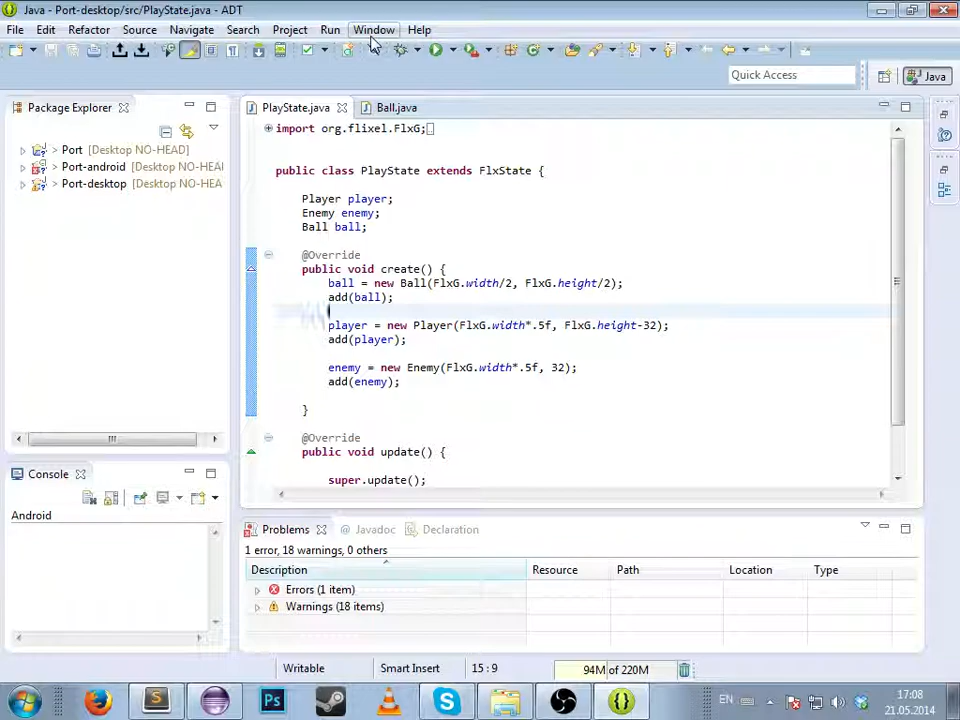 Java - Port-desktop/src/PlayState.java - ADT
File Edit Refactor Source Navigate Search Project Run Window Help
Quick Access
Java
Package Explorer
PlayState.java
Ball.java
Port [Desktop NO-HEAD]
Port-android [Desktop NO-HEA
Port-desktop [Desktop NO-HEA
import org.flixel.FlxG;
public class PlayState extends FlxState {
Player player;
Enemy enemy;
Ball ball;
@Override
public void create() {
ball = new Ball(FlxG.width/2, FlxG.height/2);
add(ball);
player = new Player(FlxG.width*.5f, FlxG.height-32);
add(player);
enemy = new Enemy(FlxG.width*.5f, 32);
add(enemy);
}
@Override
public void update() {
super.update();
Console
Android
Problems
@ Javadoc
Declaration
1 error, 18 warnings, 0 others
Description Resource Path Location Type
Errors (1 item)
Warnings (18 items)
Writable Smart Insert 15 : 9 94M of 220M
Ps
EN
17:08
21.05.2014